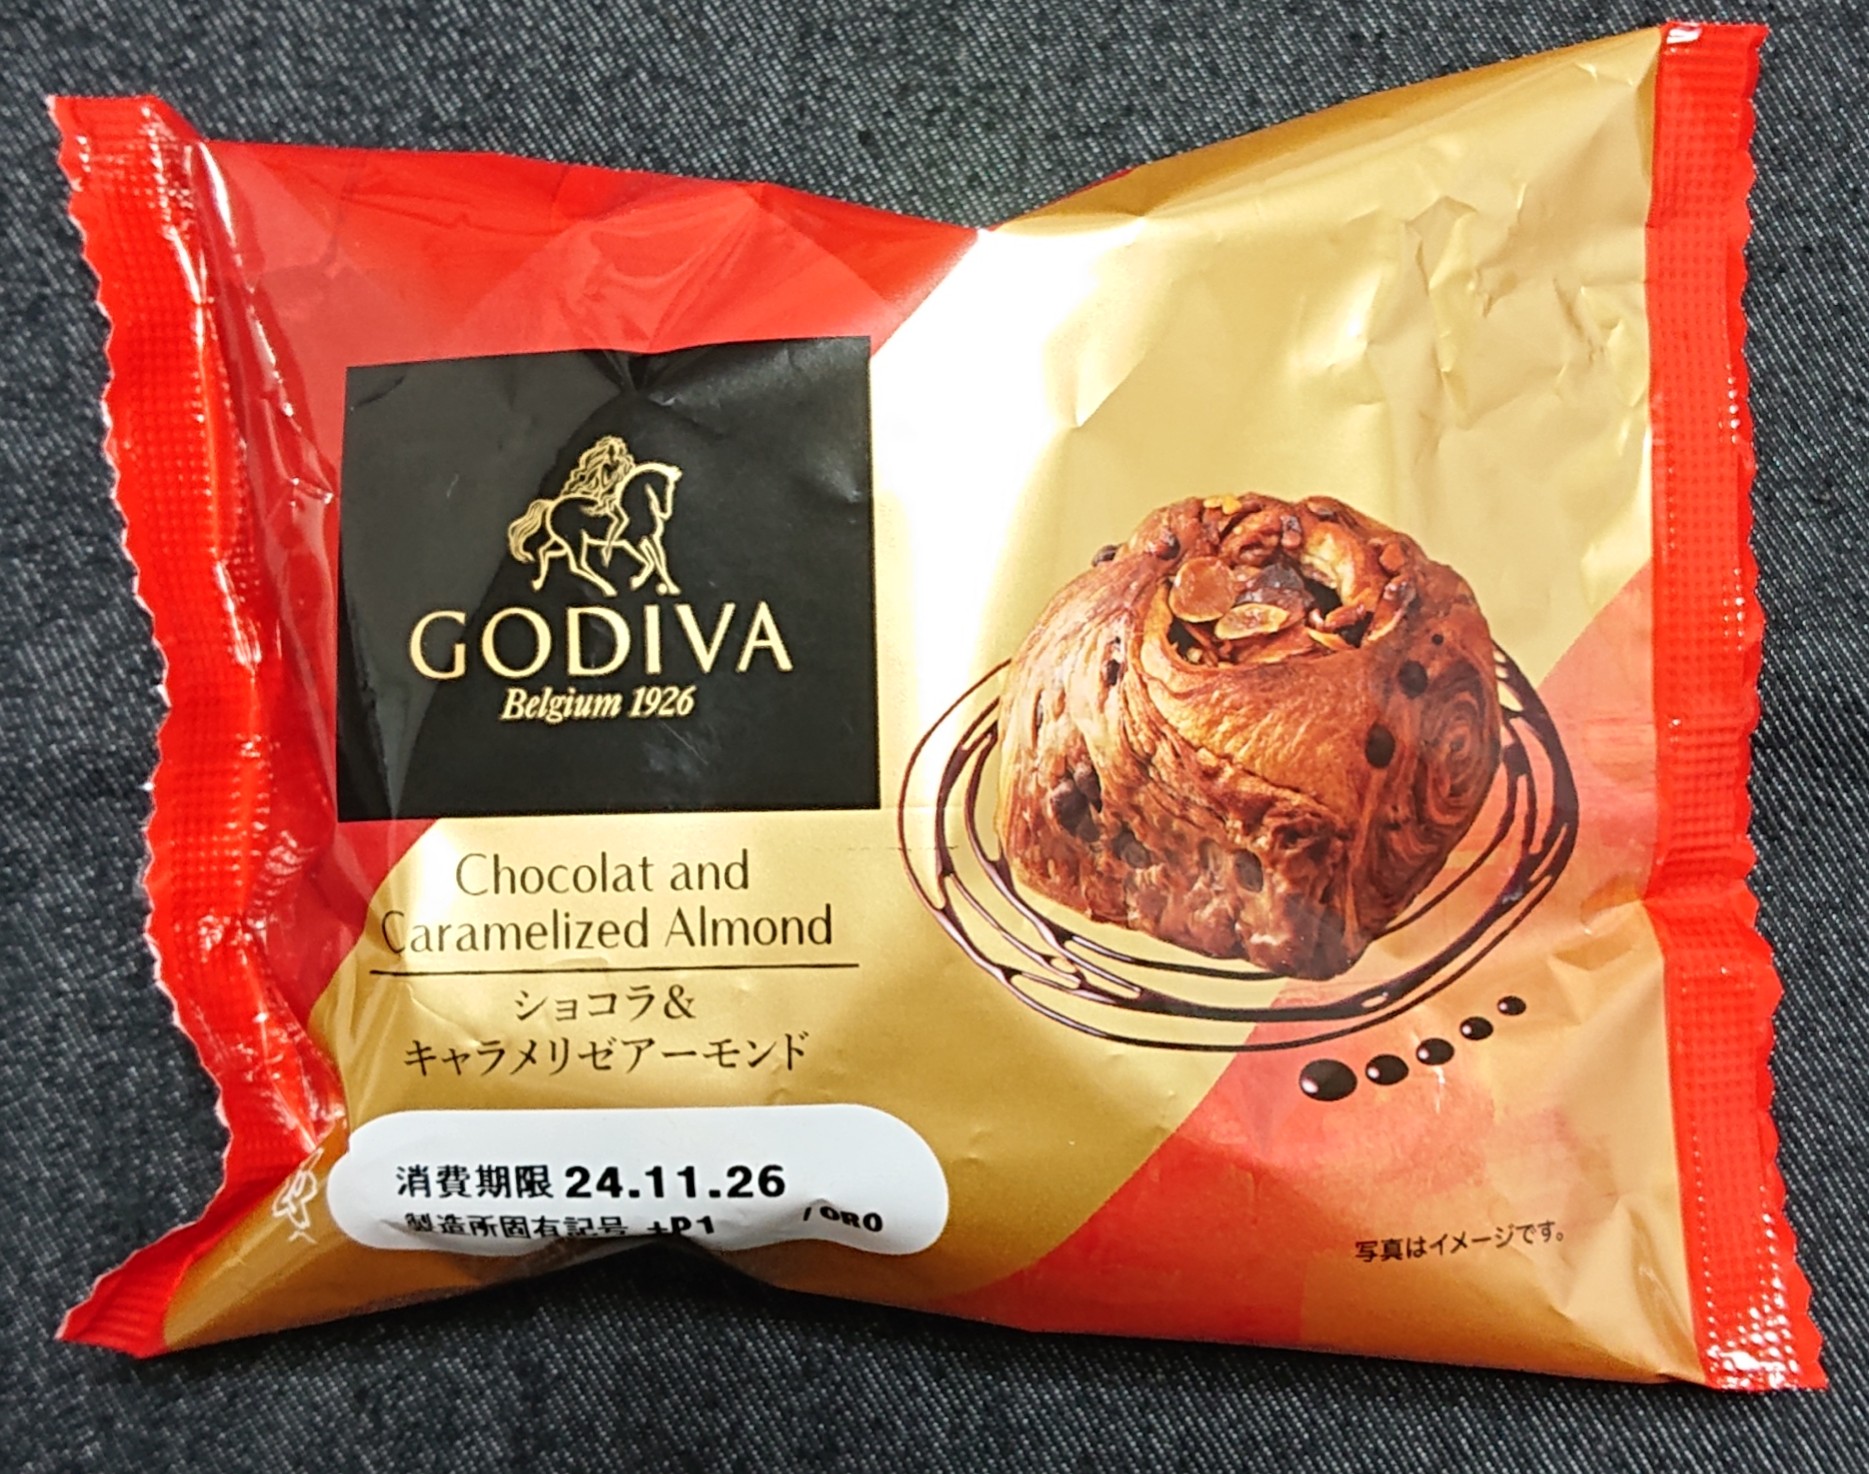 GODIVA
Belgium 1926
Chocolat and
Caramelized Almond
ショコラ&
キャラメリゼアーモンド
消費期限 24.11.26
製造所固有記号 +P1 /ORO
写真はイメージです。